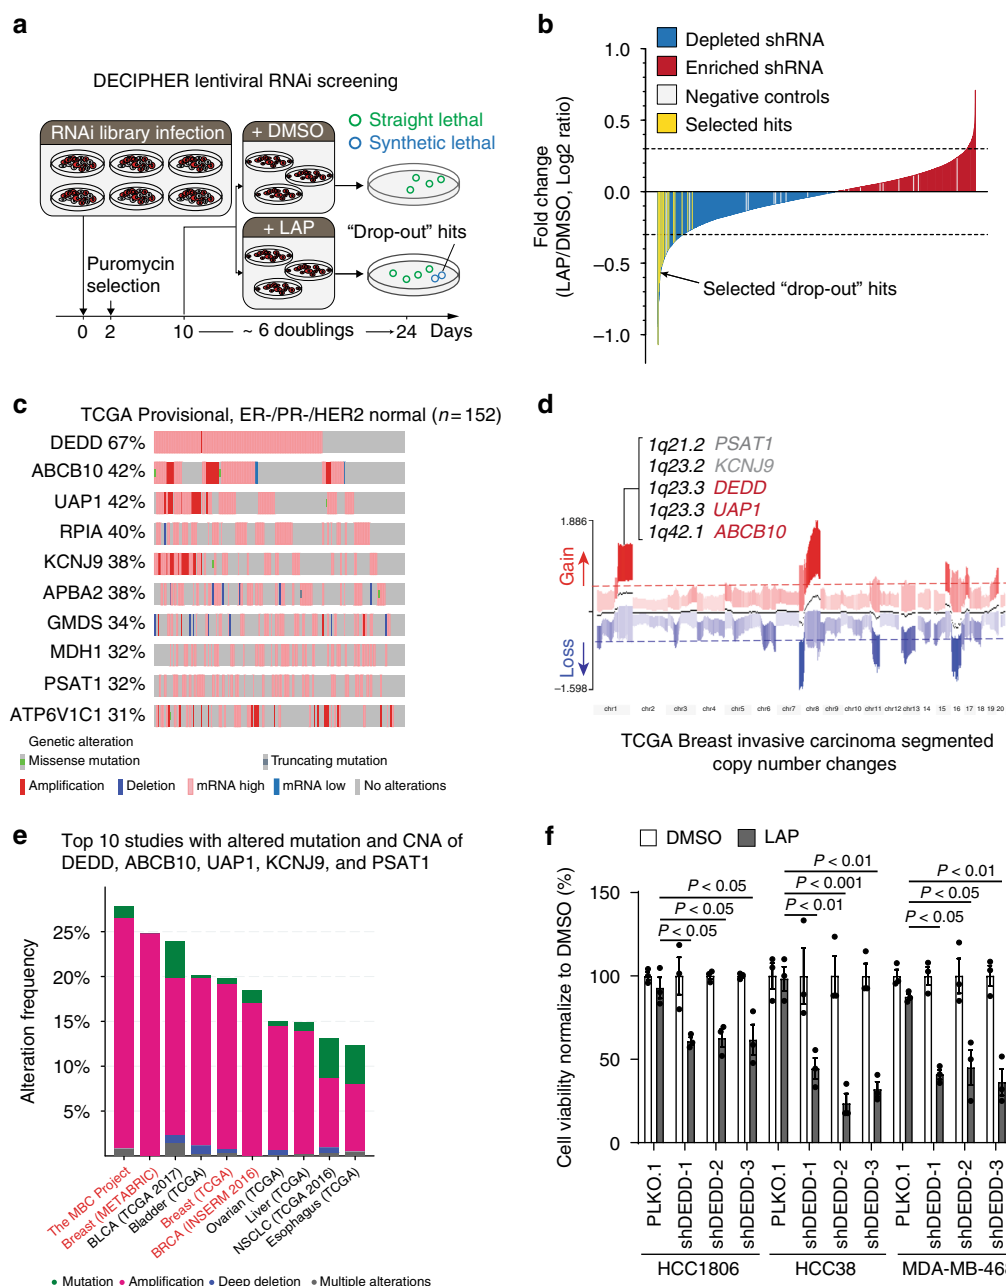 a
DECIPHER lentiviral RNAi screening
RNAi library infection
+ DMSO
+ LAP
Straight lethal
Synthetic lethal
"Drop-out" hits
Puromycin
selection
0 2 10 ~ 6 doublings 24 Days
b
Depleted shRNA
Enriched shRNA
Negative controls
Selected hits
1.0
0.5
0.0
−0.5
−1.0
Fold change
(LAP/DMSO, Log2 ratio)
Selected "drop-out" hits
c
TCGA Provisional, ER-/PR-/HER2 normal (n=152)
DEDD 67%
ABCB10 42%
UAP1 42%
RPIA 40%
KCNJ9 38%
APBA2 38%
GMDS 34%
MDH1 32%
PSAT1 32%
ATP6V1C1 31%
Genetic alteration
Missense mutation
Truncating mutation
Amplification
Deletion
mRNA high
mRNA low
No alterations
d
1q21.2 PSAT1
1q23.2 KCNJ9
1q23.3 DEDD
1q23.3 UAP1
1q42.1 ABCB10
1.886
Gain
Loss
−1.598
chr1 chr2 chr3 chr4 chr5 chr6 chr7 chr8 chr9 chr10 chr11 chr12 chr13 14 15 16 17 18 19 20
TCGA Breast invasive carcinoma segmented
copy number changes
e
Top 10 studies with altered mutation and CNA of
DEDD, ABCB10, UAP1, KCNJ9, and PSAT1
Alteration frequency
25%
20%
15%
10%
5%
The MBC Project
Breast (METABRIC)
BLCA (TCGA 2017)
Bladder (TCGA)
Breast (TCGA)
BRCA (INSERM 2016)
Ovarian (TCGA)
Liver (TCGA)
NSCLC (TCGA 2016)
Esophagus (TCGA)
Mutation
Amplification
Deep deletion
Multiple alterations
f
DMSO
LAP
Cell viability normalize to DMSO (%)
150
100
50
0
P < 0.05
P < 0.05
P < 0.05
P < 0.01
P < 0.001
P < 0.01
P < 0.01
P < 0.05
P < 0.05
PLKO.1
shDEDD-1
shDEDD-2
shDEDD-3
PLKO.1
shDEDD-1
shDEDD-2
shDEDD-3
PLKO.1
shDEDD-1
shDEDD-2
shDEDD-3
HCC1806
HCC38
MDA-MB-46